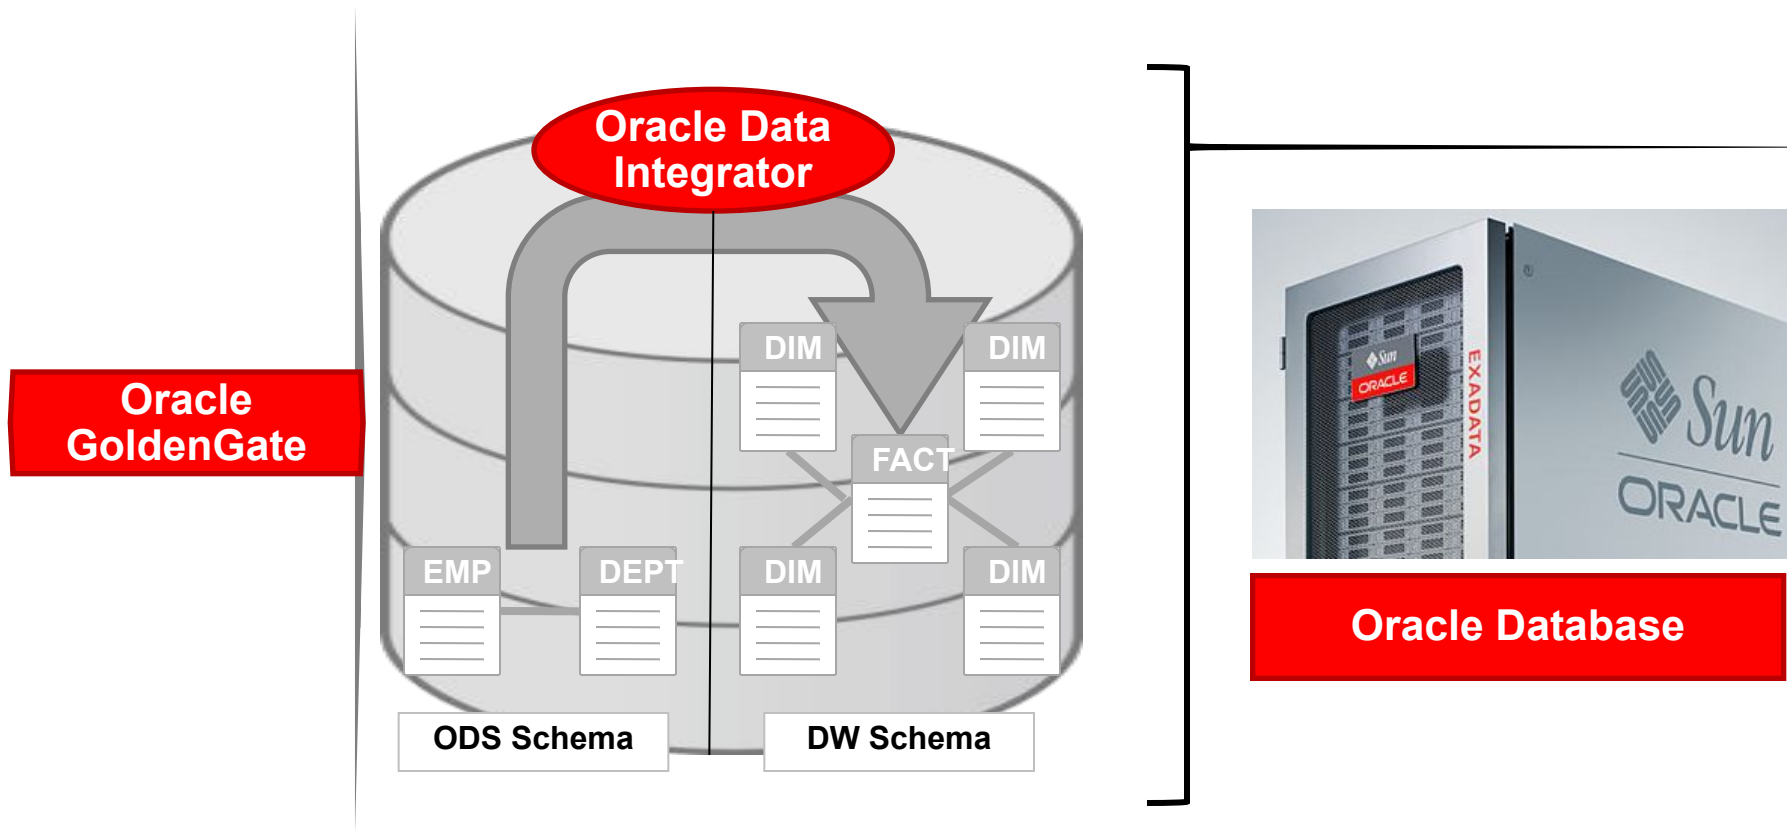 Oracle
GoldenGate
Oracle Data
Integrator
DIM
DIM
FACT
EMP
DEPT
DIM
DIM
ODS Schema
DW Schema
Sun
ORACLE
EXADATA
Sun
ORACLE
Oracle Database